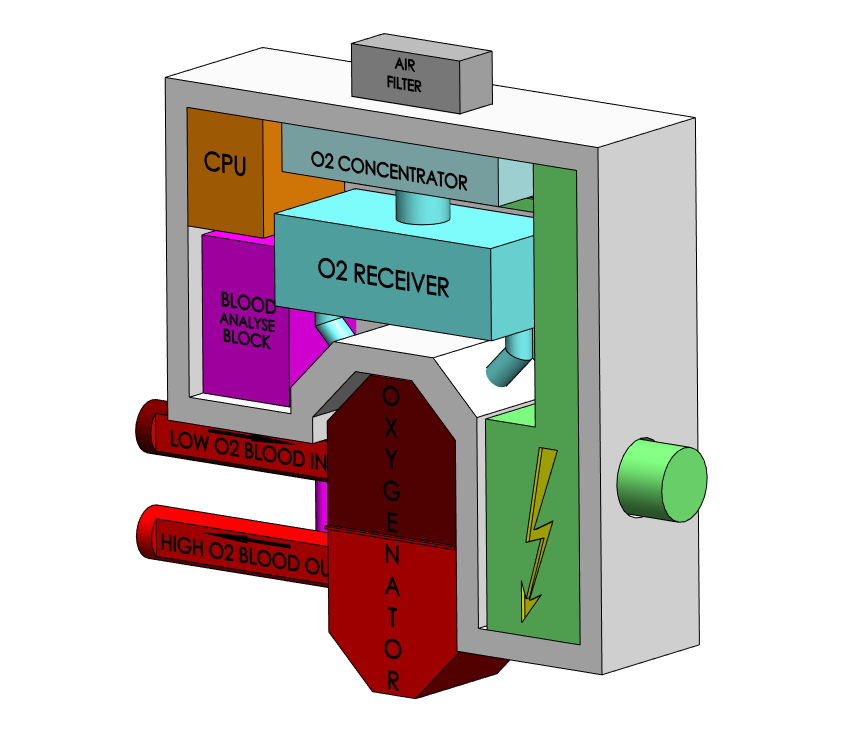 AIR
FILTER
CPU
O2 CONCENTRATOR
O2 RECEIVER
BLOOD
ANALYSE
BLOCK
LOW O2 BLOOD IN
HIGH O2 BLOOD OU
OXYGENATOR